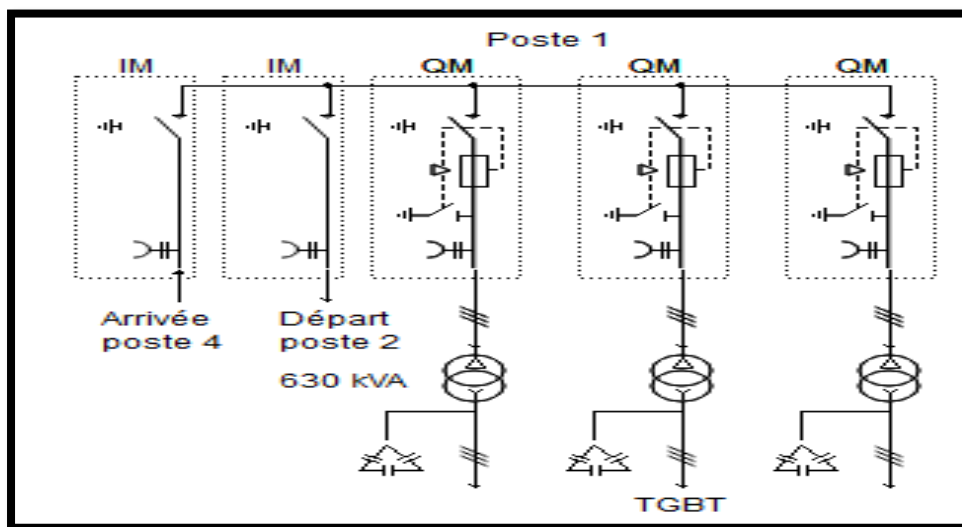 Poste 1
IM IM QM QM QM
Arrivée
poste 4
Départ
poste 2
630 kVA
TGBT